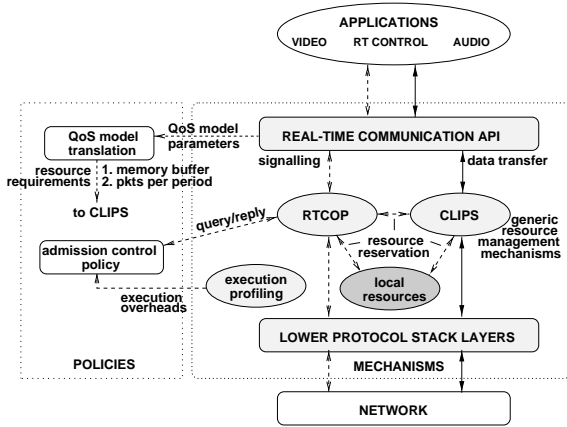 APPLICATIONS
VIDEO RT CONTROL AUDIO
QoS model
translation
QoS model
parameters
REAL-TIME COMMUNICATION API
resource
requirements
1. memory buffer
2. pkts per period
signalling
data transfer
to CLIPS
query/reply
RTCOP
CLIPS
generic
resource
management
mechanisms
resource
reservation
admission control
policy
execution
profiling
local
resources
execution
overheads
LOWER PROTOCOL STACK LAYERS
POLICIES
MECHANISMS
NETWORK